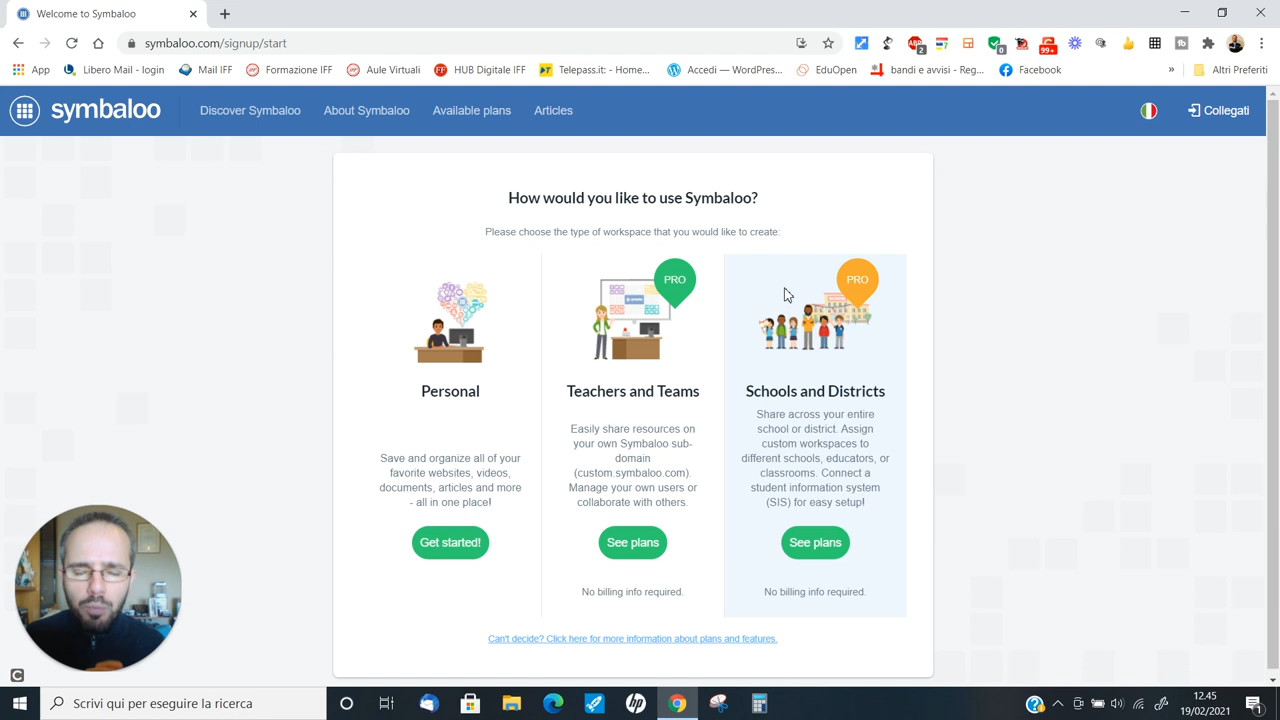 Welcome to Symbaloo
symbaloo.com/signup/start
2
0
99+
App
Libero Mail - login
Mail IFF
Formazione IFF
Aule Virtuali
HUB Digitale IFF
Telepass.it: - Home...
Accedi — WordPres...
EduOpen
bandi e avvisi - Reg...
Facebook
»
Altri Preferiti
symbaloo
Discover Symbaloo
About Symbaloo
Available plans
Articles
Collegati
How would you like to use Symbaloo?
Please choose the type of workspace that you would like to create:
Personal
Save and organize all of your
favorite websites, videos,
documents, articles and more
- all in one place!
Get started!
PRO
Teachers and Teams
Easily share resources on
your own Symbaloo sub-
domain
(custom.symbaloo.com).
Manage your own users or
collaborate with others.
See plans
No billing info required.
PRO
Schools and Districts
Share across your entire
school or district. Assign
custom workspaces to
different schools, educators, or
classrooms. Connect a
student information system
(SIS) for easy setup!
See plans
No billing info required.
Can't decide? Click here for more information about plans and features.
C
Scrivi qui per eseguire la ricerca
12.45
19/02/2021
1